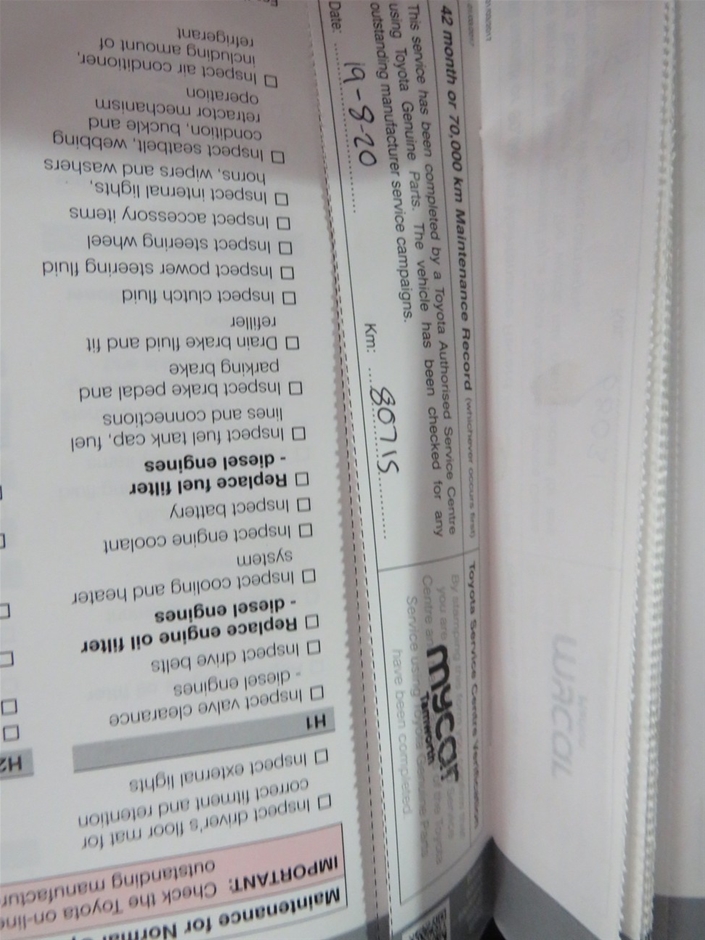 42 month or 70,000 km Maintenance Record (whichever occurs first)
This service has been completed by a Toyota Authorised Service Centre
using Toyota Genuine Parts. The vehicle has been checked for any
outstanding manufacturer service campaigns.
Date: 19-8-20 Km: 80715
Toyota Service Centre Verification
By stamping this
you are
Centre
Service using Toyota Genuine Parts
have been completed.
mycar
Tamworth
Maintenance for Normal
IMPORTANT: Check the Toyota on-line
outstanding manufactur
☐ Inspect driver's floor mat for
correct fitment and retention
☐ Inspect external lights
H1
☐ Inspect valve clearance
- diesel engines
☐ Inspect drive belts
☐ Replace engine oil filter
- diesel engines
☐ Inspect cooling and heater
system
☐ Inspect engine coolant
☐ Inspect battery
☐ Replace fuel filter
- diesel engines
☐ Inspect fuel tank cap, fuel
lines and connections
☐ Inspect brake pedal and
parking brake
☐ Drain brake fluid and fit
refiller
☐ Inspect clutch fluid
☐ Inspect power steering fluid
☐ Inspect steering wheel
☐ Inspect accessory items
☐ Inspect internal lights,
horns, wipers and washers
☐ Inspect seatbelt, webbing
condition, buckle and
retractor mechanism
operation
☐ Inspect air conditioner,
including amount of
refrigerant
H2